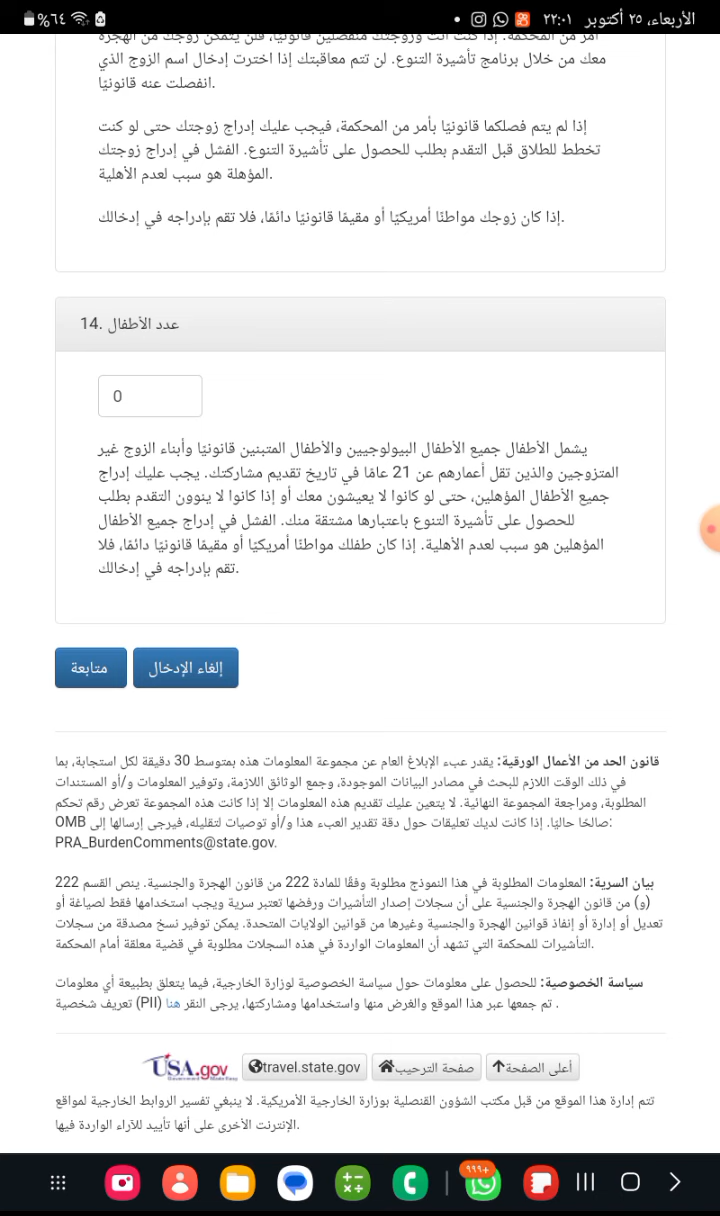 الأربعاء، ٢٥ أكتوبر ٢٢:٠١
%٦٤
أمر من المحكمة. إذا كنت أنت وزوجتك منفصلين قانونيًا، فلن يتمكن زوجك من الهجرة
معك من خلال برنامج تأشيرة التنوع. لن تتم معاقبتك إذا اخترت إدخال اسم الزوج الذي
انفصلت عنه قانونيًا.
إذا لم يتم فصلكما قانونيًا بأمر من المحكمة، فيجب عليك إدراج زوجتك حتى لو كنت
تخطط للطلاق قبل التقدم بطلب للحصول على تأشيرة التنوع. الفشل في إدراج زوجتك
المؤهلة هو سبب لعدم الأهلية.
إذا كان زوجك مواطنًا أمريكيًا أو مقيمًا قانونيًا دائمًا، فلا تقم بإدراجه في إدخالك.
14. عدد الأطفال
0
يشمل الأطفال جميع الأطفال البيولوجيين والأطفال المتبنين قانونيًا وأبناء الزوج غير
المتزوجين والذين تقل أعمارهم عن 21 عامًا في تاريخ تقديم مشاركتك. يجب عليك إدراج
جميع الأطفال المؤهلين، حتى لو كانوا لا يعيشون معك أو إذا كانوا لا ينوون التقدم بطلب
للحصول على تأشيرة التنوع باعتبارها مشتقة منك. الفشل في إدراج جميع الأطفال
المؤهلين هو سبب لعدم الأهلية. إذا كان طفلك مواطنًا أمريكيًا أو مقيمًا قانونيًا دائمًا، فلا
تقم بإدراجه في إدخالك.
متابعة إلغاء الإدخال
قانون الحد من الأعمال الورقية: يقدر عبء الإبلاغ العام عن مجموعة المعلومات هذه بمتوسط 30 دقيقة لكل استجابة، بما
في ذلك الوقت اللازم للبحث في مصادر البيانات الموجودة، وجمع الوثائق اللازمة، وتوفير المعلومات و/أو المستندات
المطلوبة، ومراجعة المجموعة النهائية. لا يتعين عليك تقديم هذه المعلومات إلا إذا كانت هذه المجموعة تعرض رقم تحكم
OMB صالحًا حاليًا. إذا كانت لديك تعليقات حول دقة تقدير العبء هذا و/أو توصيات لتقليله، فيرجى إرسالها إلى:
PRA_BurdenComments@state.gov.
بيان السرية: المعلومات المطلوبة في هذا النموذج مطلوبة وفقًا للمادة 222 من قانون الهجرة والجنسية. ينص القسم 222
(و) من قانون الهجرة والجنسية على أن سجلات إصدار التأشيرات ورفضها تعتبر سرية ويجب استخدامها فقط لصياغة أو
تعديل أو إدارة أو إنفاذ قوانين الهجرة والجنسية وغيرها من قوانين الولايات المتحدة. يمكن توفير نسخ مصدقة من سجلات
التأشيرات للمحكمة التي تشهد أن المعلومات الواردة في هذه السجلات مطلوبة في قضية معلقة أمام المحكمة.
سياسة الخصوصية: للحصول على معلومات حول سياسة الخصوصية لوزارة الخارجية، فيما يتعلق بطبيعة أي معلومات
تعريف شخصية (PII) تم جمعها عبر هذا الموقع والغرض منها واستخدامها ومشاركتها، يرجى النقر هنا .
USA.gov travel.state.gov صفحة الترحيب أعلى الصفحة
تتم إدارة هذا الموقع من قبل مكتب الشؤون القنصلية بوزارة الخارجية الأمريكية. لا ينبغي تفسير الروابط الخارجية لمواقع
الإنترنت الأخرى على أنها تأييد للآراء الواردة فيها.
٩٩٩+